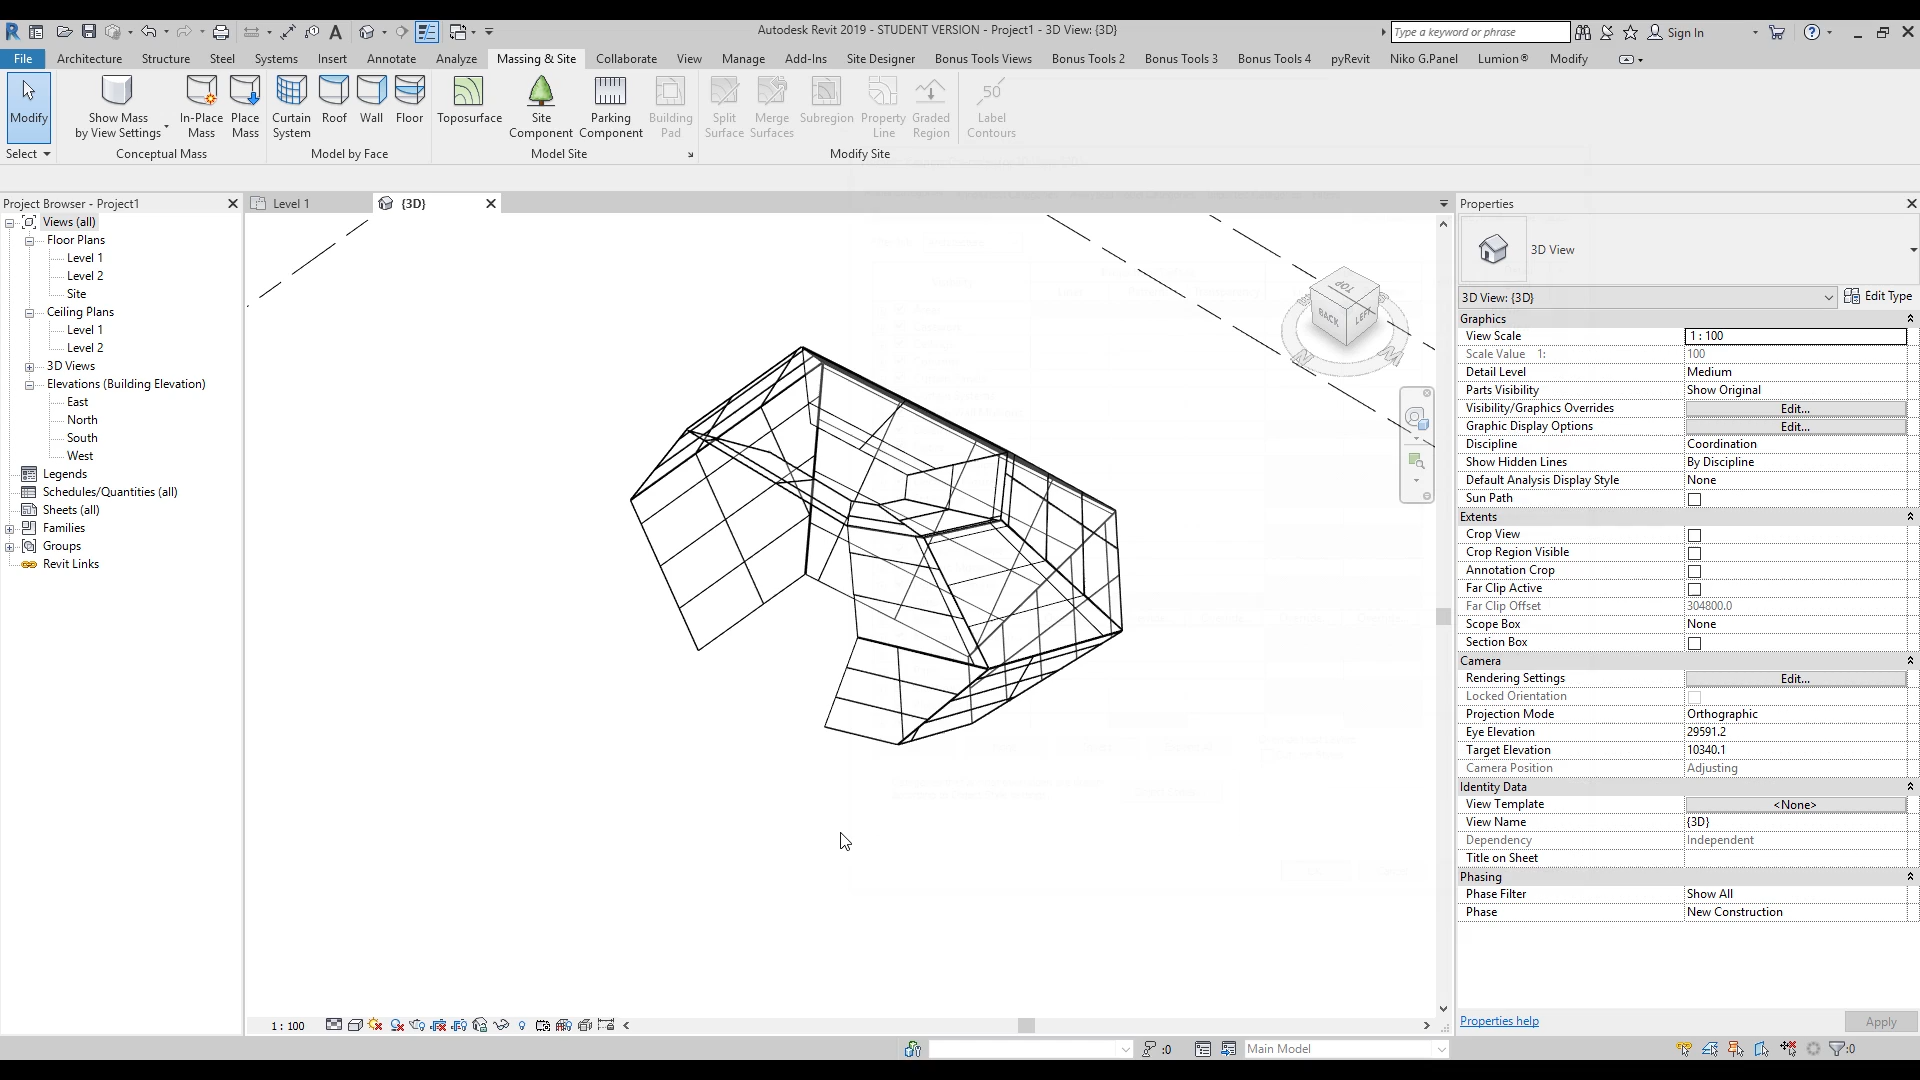 Autodesk Revit 2019 - STUDENT VERSION - Project1 - 3D View: {3D}
Type a keyword or phrase
Sign In
File Architecture Structure Steel Systems Insert Annotate Analyze Massing & Site Collaborate View Manage Add-Ins Site Designer Bonus Tools Views Bonus Tools 2 Bonus Tools 3 Bonus Tools 4 pyRevit Niko G.Panel Lumion® Modify
Modify
Show Mass
by View Settings
In-Place
Mass
Place
Mass
Curtain
System
Roof
Wall
Floor
Toposurface
Site
Component
Parking
Component
Building
Pad
Split
Surface
Merge
Surfaces
Subregion
Property
Line
Graded
Region
50
Label
Contours
Select
Conceptual Mass
Model by Face
Model Site
Modify Site
Project Browser - Project1
Views (all)
Floor Plans
Level 1
Level 2
Site
Ceiling Plans
Level 1
Level 2
3D Views
Elevations (Building Elevation)
East
North
South
West
Legends
Schedules/Quantities (all)
Sheets (all)
Families
Groups
Revit Links
Level 1
{3D}
TOP
BACK
LEFT
Properties
3D View
3D View: {3D}
Edit Type
Graphics
View Scale 1 : 100
Scale Value 1: 100
Detail Level Medium
Parts Visibility Show Original
Visibility/Graphics Overrides Edit...
Graphic Display Options Edit...
Discipline Coordination
Show Hidden Lines By Discipline
Default Analysis Display Style None
Sun Path
Extents
Crop View
Crop Region Visible
Annotation Crop
Far Clip Active
Far Clip Offset 304800.0
Scope Box None
Section Box
Camera
Rendering Settings Edit...
Locked Orientation
Projection Mode Orthographic
Eye Elevation 29591.2
Target Elevation 10340.1
Camera Position Adjusting
Identity Data
View Template <None>
View Name {3D}
Dependency Independent
Title on Sheet
Phasing
Phase Filter Show All
Phase New Construction
Properties help
Apply
1 : 100
:0
Main Model
:0